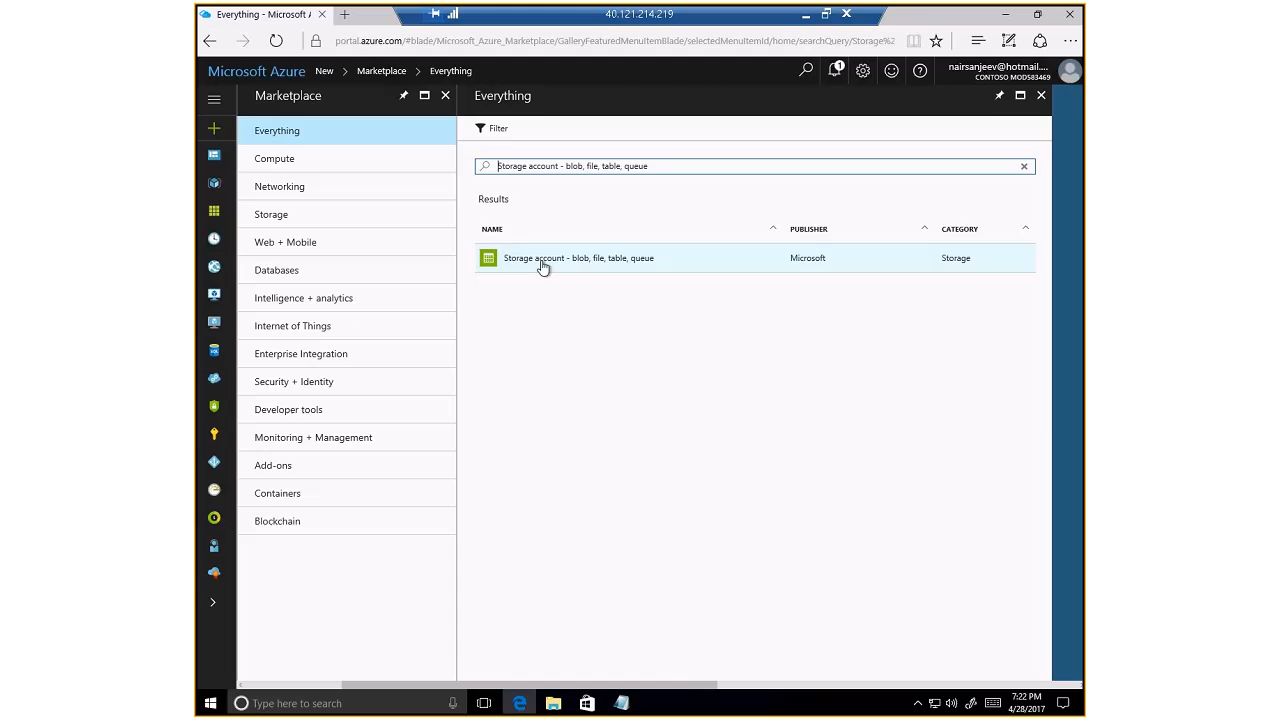 Everything - Microsoft A
40.121.214.219
portal.azure.com/#blade/Microsoft_Azure_Marketplace/GalleryFeaturedMenuItemBlade/selectedMenuItemId/home/searchQuery/Storage%2
Microsoft Azure New Marketplace Everything
1
nairsanjeev@hotmail....
CONTOSO MOD583469
Marketplace
Everything
Compute
Networking
Storage
Web + Mobile
Databases
Intelligence + analytics
Internet of Things
Enterprise Integration
Security + Identity
Developer tools
Monitoring + Management
Add-ons
Containers
Blockchain
Everything
Filter
Storage account - blob, file, table, queue
Results
NAME PUBLISHER CATEGORY
Storage account - blob, file, table, queue Microsoft Storage
Type here to search
7:22 PM
4/28/2017